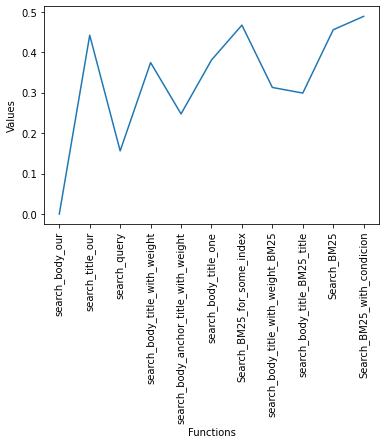 0.5
0.4
0.3
0.2
0.1
0.0
Values
search_body_our
search_title_our
search_query
search_body_title_with_weight
search_body_anchor_title_with_weight
search_body_title_one
Search_BM25_for_some_index
search_body_title_with_weight_BM25
search_body_title_BM25_title
Search_BM25
Search_BM25_with_condicion
Functions